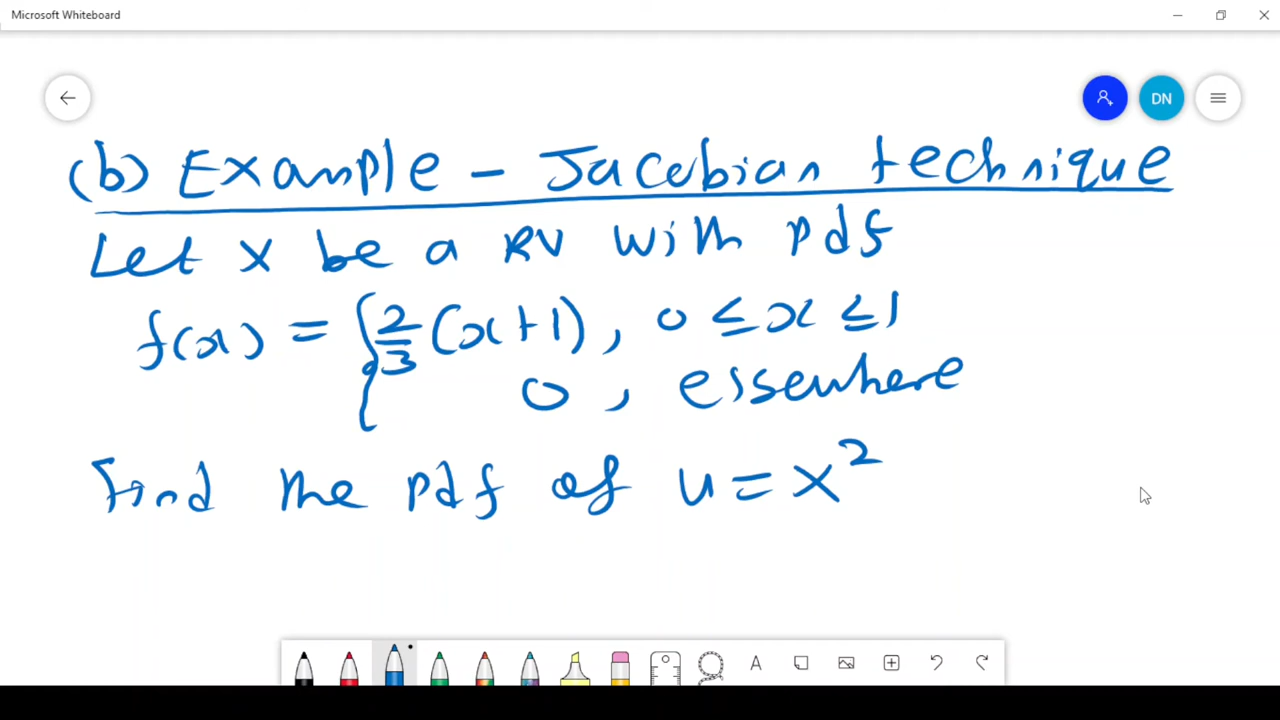 Microsoft Whiteboard
DN
(b) Example - Jacobian technique
Let X be a RV with pdf
f(x) = { 2/3 (x+1), 0 ≤ x ≤ 1
0, elsewhere
Find the pdf of u = x²
A